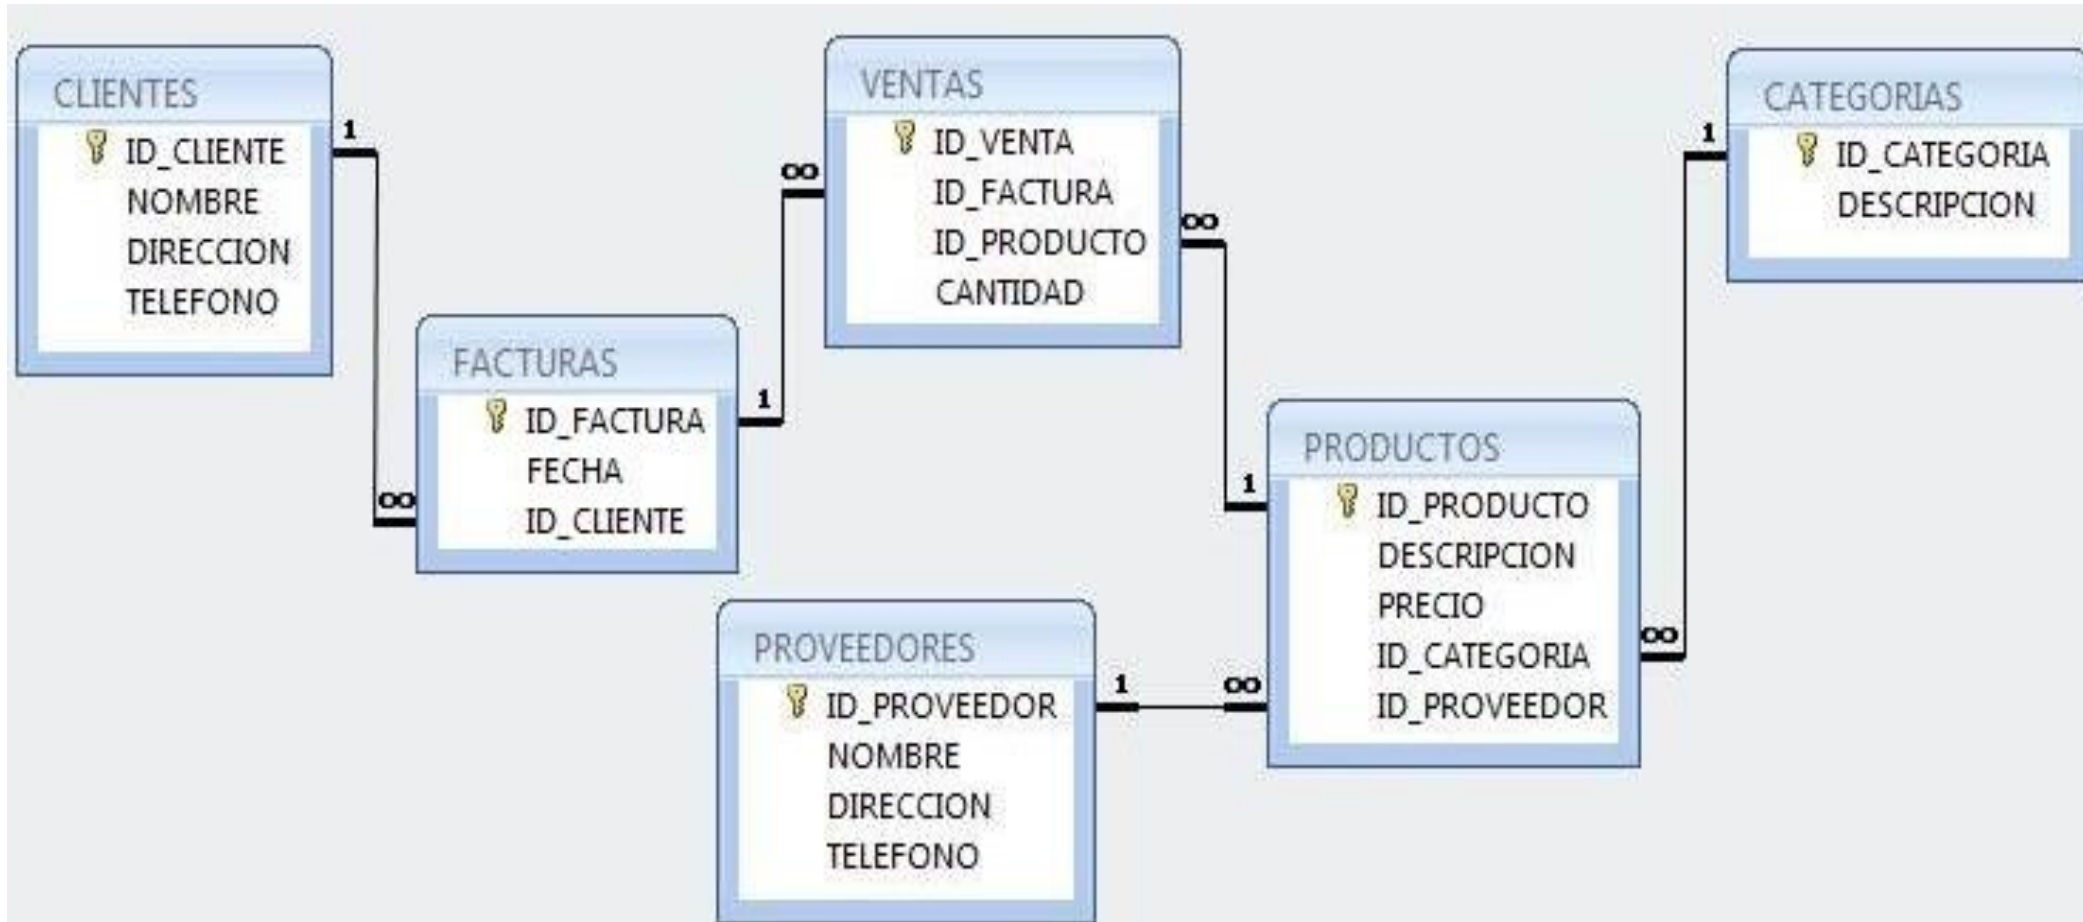 CLIENTES
ID_CLIENTE
NOMBRE
DIRECCION
TELEFONO
1
∞
FACTURAS
ID_FACTURA
FECHA
ID_CLIENTE
1
∞
VENTAS
ID_VENTA
ID_FACTURA
ID_PRODUCTO
CANTIDAD
∞
1
PRODUCTOS
ID_PRODUCTO
DESCRIPCION
PRECIO
ID_CATEGORIA
ID_PROVEEDOR
∞
1
CATEGORIAS
ID_CATEGORIA
DESCRIPCION
PROVEEDORES
ID_PROVEEDOR
NOMBRE
DIRECCION
TELEFONO
1
∞